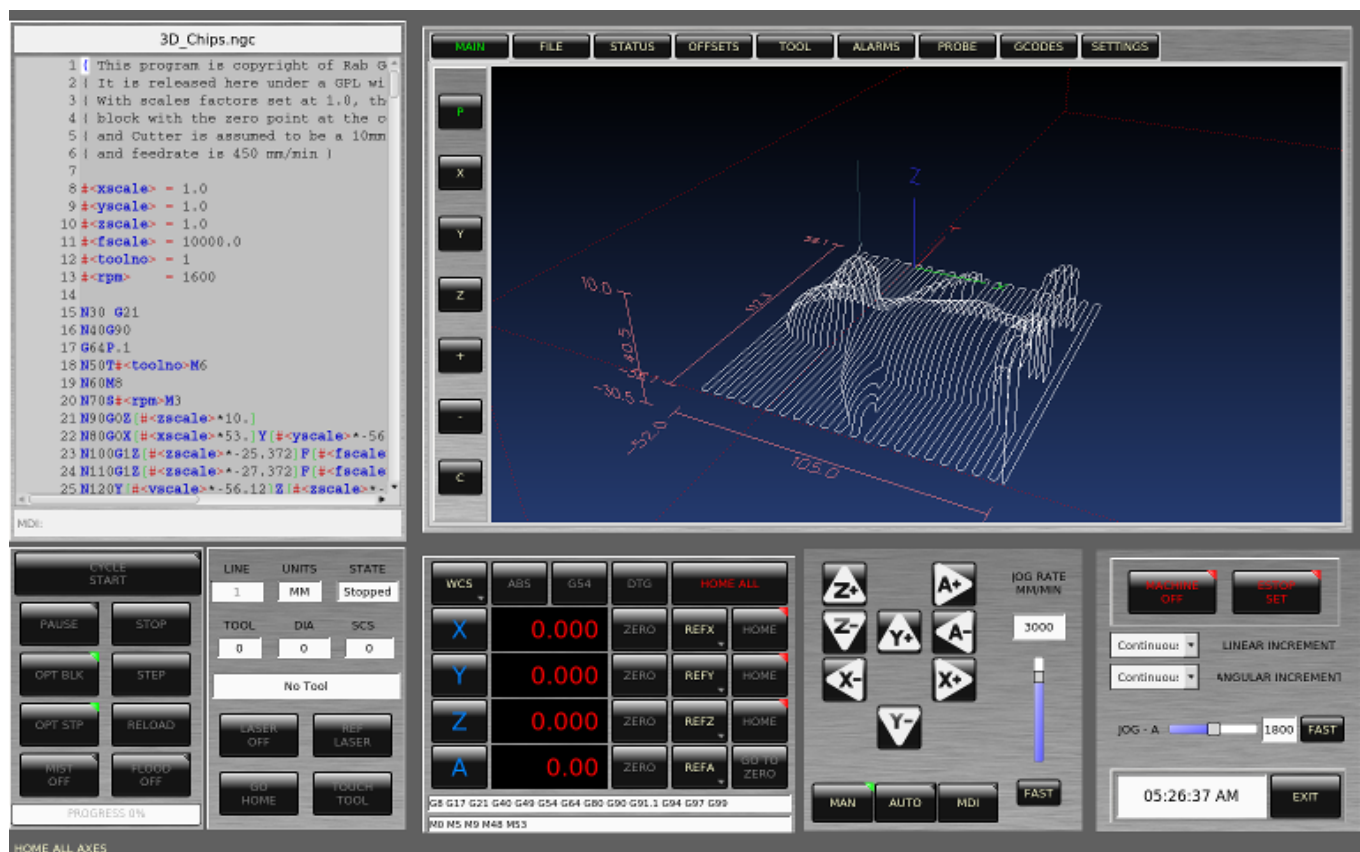 3D_Chips.ngc
1 ( This program is copyright of Rab G
2 ( It is released here under a GPL wi
3 ( With scales factors set at 1.0, th
4 ( block with the zero point at the o
5 ( and Cutter is assumed to be a 10mm
6 ( and feedrate is 450 mm/min )
7
8 #<xscale> = 1.0
9 #<yscale> = 1.0
10 #<zscale> = 1.0
11 #<fscale> = 10000.0
12 #<toolno> = 1
13 #<rpm> = 1600
14
15 N30 G21
16 N40G90
17 G64P.1
18 N50T#<toolno>M6
19 N60M8
20 N70S#<rpm>M3
21 N90G0Z[#<zscale>*10.]
22 N80G0X[#<xscale>*53.]Y[#<yscale>*-56
23 N100G1Z[#<zscale>*-25.372]F[#<fscale
24 N110G1Z[#<zscale>*-27.372]F[#<fscale
25 N120Y[#<yscale>*-56.12]Z[#<zscale>*-
MDI:
MAIN FILE STATUS OFFSETS TOOL ALARMS PROBE GCODES SETTINGS
P
X
Y
Z
+
-
C
Z
10.0
40.5
-30.5
-52.0
105.0
CYCLE START
PAUSE STOP
OPT BLK STEP
OPT STP RELOAD
MIST OFF FLOOD OFF
PROGRESS 0%
LINE UNITS STATE
1 MM Stopped
TOOL DIA SCS
0 0 0
No Tool
LASER OFF REF LASER
GO HOME TOUCH TOOL
WCS ABS G54 DTG HOME ALL
X 0.000 ZERO REFX HOME
Y 0.000 ZERO REFY HOME
Z 0.000 ZERO REFZ HOME
A 0.00 ZERO REFA GO TO ZERO
G8 G17 G21 G40 G49 G54 G64 G80 G90 G91.1 G94 G97 G99
M0 M5 M9 M48 M53
Z+ A+
Z- Y+ A-
X- X+
Y-
JOG RATE
MM/MIN
3000
FAST
MAN AUTO MDI
MACHINE OFF ESTOP SET
Continuou: LINEAR INCREMENT
Continuou: ANGULAR INCREMENT
JOG - A 1800 FAST
05:26:37 AM EXIT
HOME ALL AXES